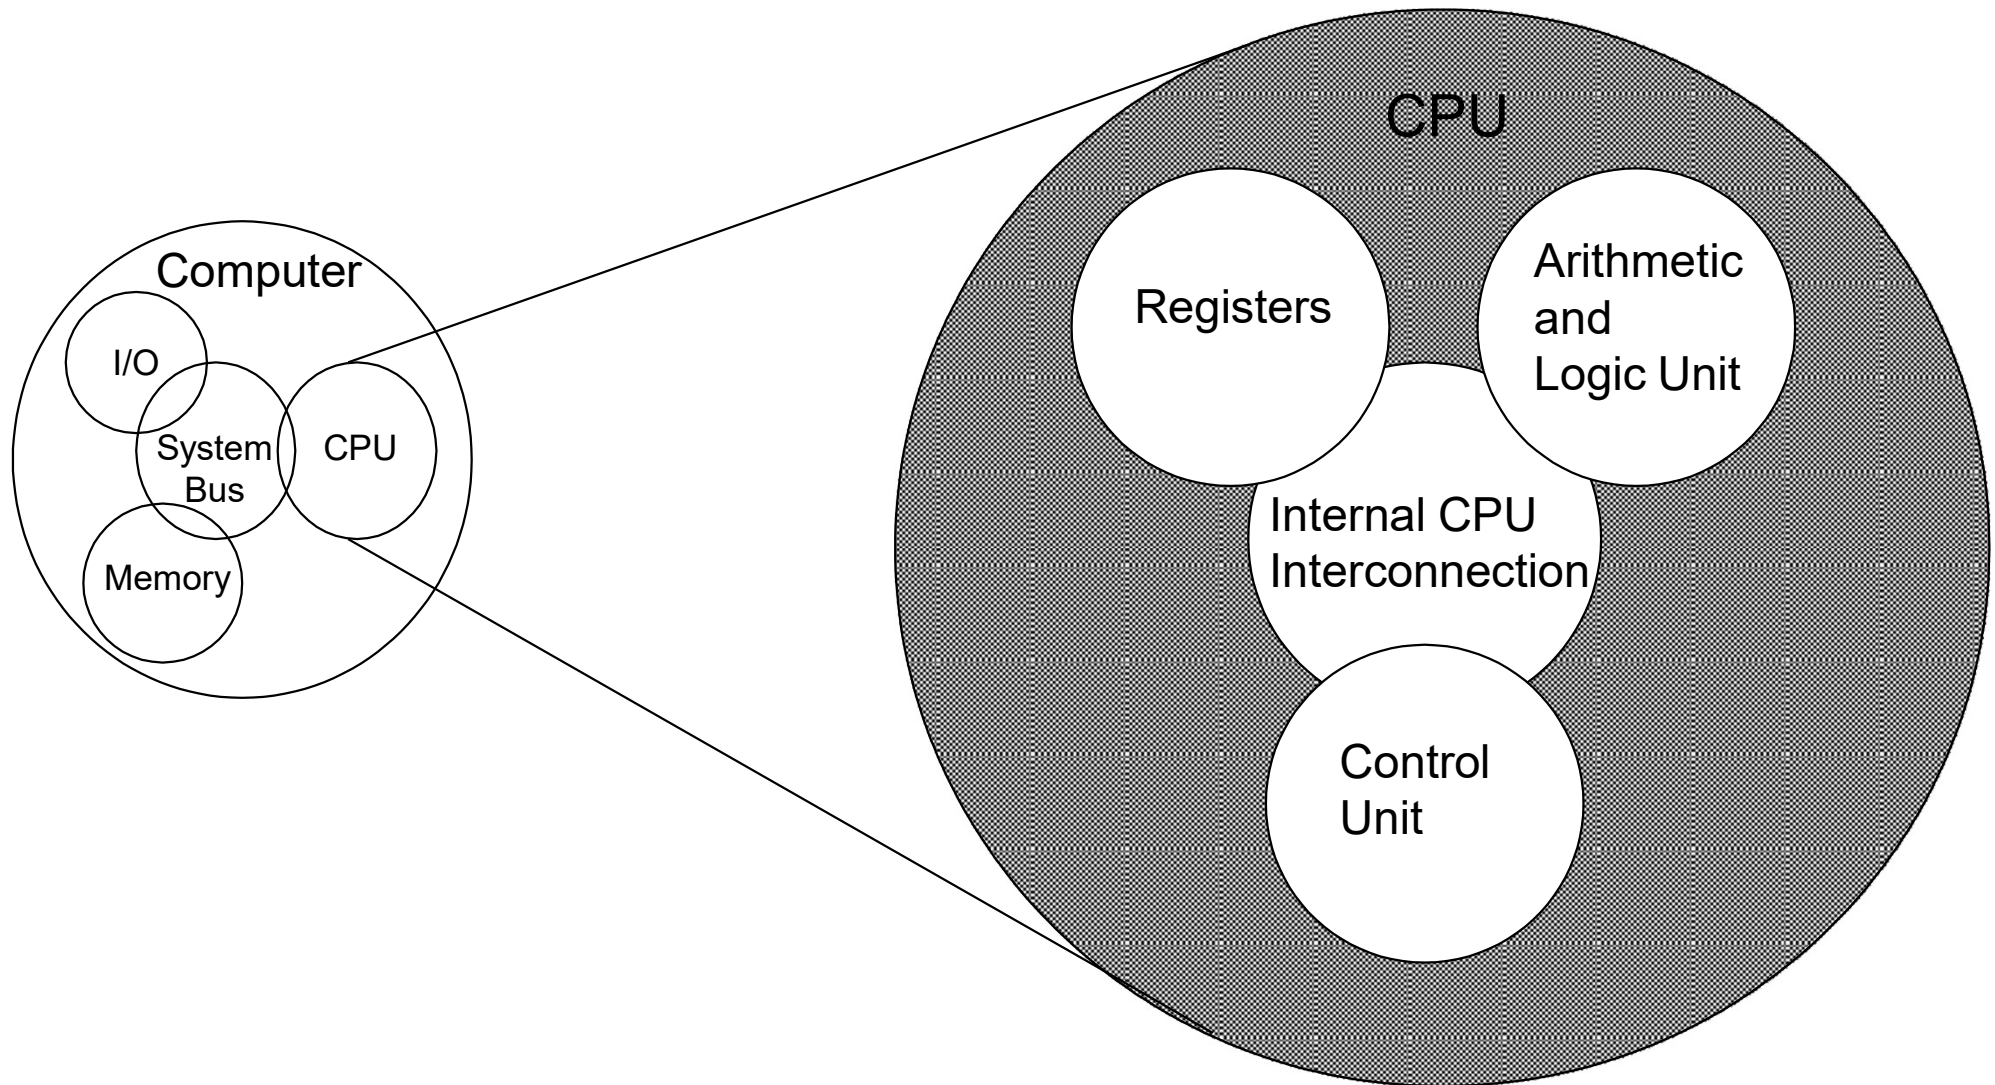 Computer
I/O
System
Bus
CPU
Memory
CPU
Registers
Arithmetic
and
Logic Unit
Internal CPU
Interconnection
Control
Unit